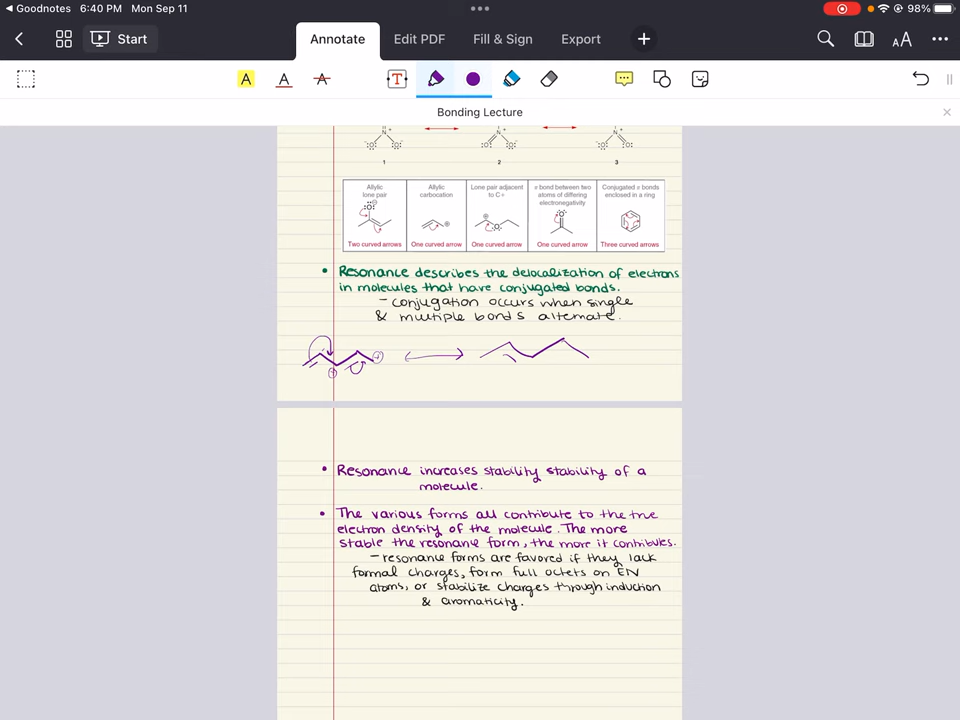 Goodnotes 6:40 PM Mon Sep 11 98%
Start Annotate Edit PDF Fill & Sign Export
A A A T
Bonding Lecture
N + N + N +
:O: - :O: - :O: :O: - :O: - :O:
1 2 3
Allylic lone pair
Two curved arrows
Allylic carbocation
One curved arrow
Lone pair adjacent to C+
One curved arrow
π bond between two atoms of differing electronegativity
One curved arrow
Conjugated π bonds enclosed in a ring
Three curved arrows
• Resonance describes the delocalization of electrons
in molecules that have conjugated bonds.
- conjugation occurs when single
& multiple bonds alternate.
+ +
• Resonance increases stability stability of a
molecule.
• The various forms all contribute to the true
electron density of the molecule. The more
stable the resonance form, the more it contributes.
- resonance forms are favored if they lack
formal charges, form full octets on EN
atoms, or stabilize charges through induction
& aromaticity.